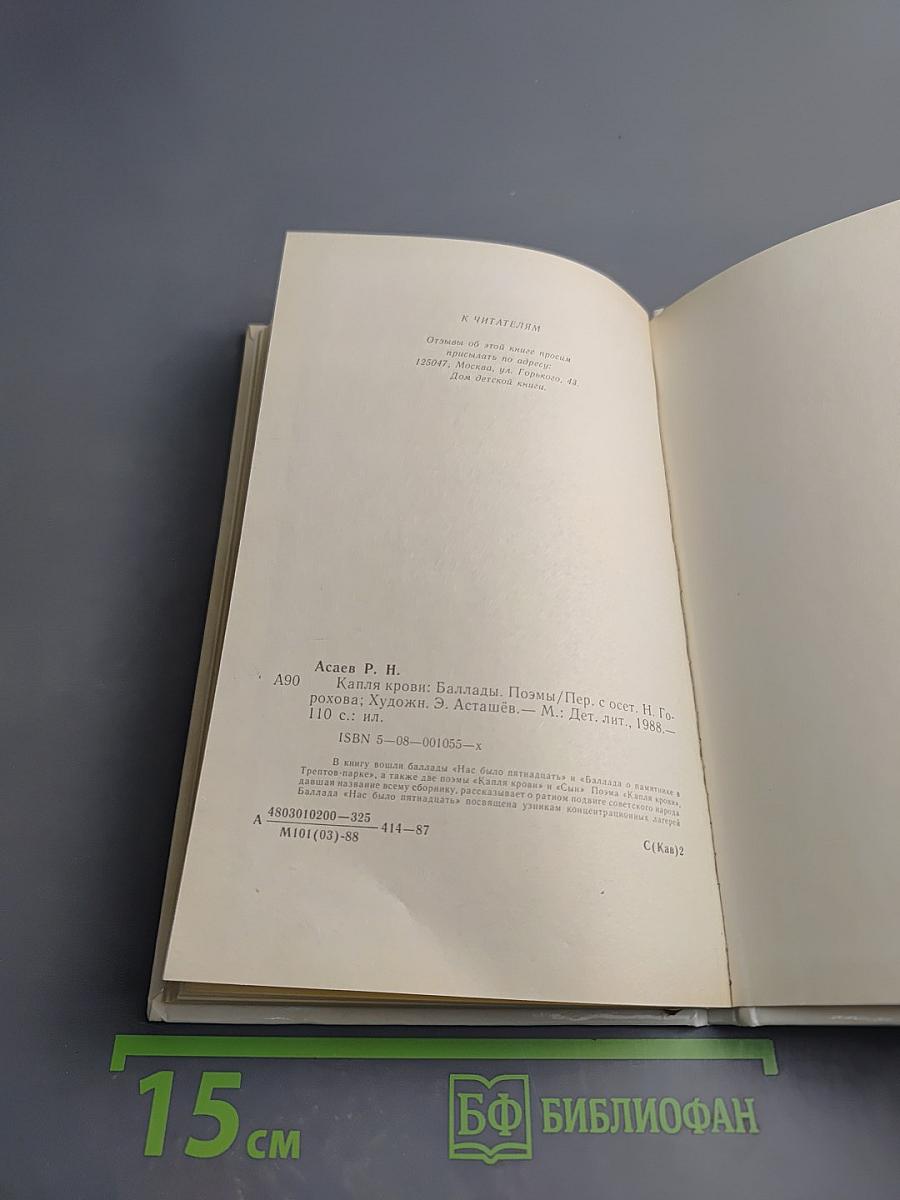 К ЧИТАТЕЛЯМ
Отзывы об этой книге просим
присылать по адресу:
125047, Москва, ул. Горького, 43.
Дом детской книги.
Асаев Р. Н.
А90 Капля крови: Баллады. Поэмы/Пер. с осет. Н. Го-
рохова; Художн. Э. Асташёв.— М.: Дет. лит., 1988.—
110 с.: ил.
ISBN 5—08—001055—х
В книгу вошли баллады «Нас было пятнадцать» и «Баллада о памятнике в
Трептов-парке», а также две поэмы «Капля крови» и «Сын» Поэма «Капля крови»,
давшая название всему сборнику, рассказывает о ратном подвиге советского народа
Баллада «Нас было пятнадцать» посвящена узникам концентрационных лагерей
А 4803010200—325 414—87
М101(03)-88
С(Кав)2
15 см
БФ БИБЛИОФАН